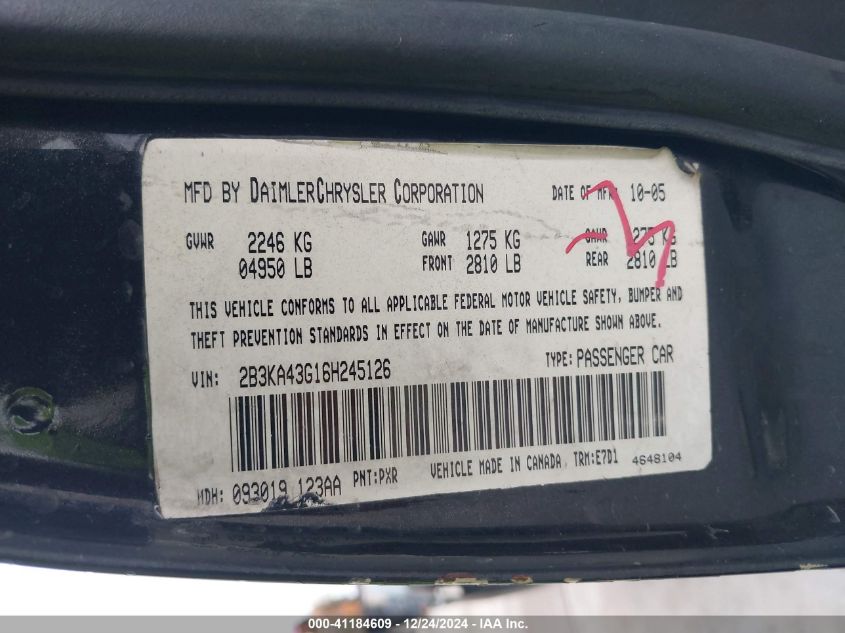 MFD BY DAIMLERCHRYSLER CORPORATION DATE OF MFR: 10-05
GVWR 2246 KG GAWR 1275 KG GAWR 1275 KG
04950 LB FRONT 2810 LB REAR 2810 LB
THIS VEHICLE CONFORMS TO ALL APPLICABLE FEDERAL MOTOR VEHICLE SAFETY, BUMPER AND
THEFT PREVENTION STANDARDS IN EFFECT ON THE DATE OF MANUFACTURE SHOWN ABOVE.
VIN: 2B3KA43G16H245126 TYPE: PASSENGER CAR
MDH: 093019 123AA PNT: PXR VEHICLE MADE IN CANADA TRM: E7D1 4648104
000-41184609 - 12/24/2024 - IAA, Inc.